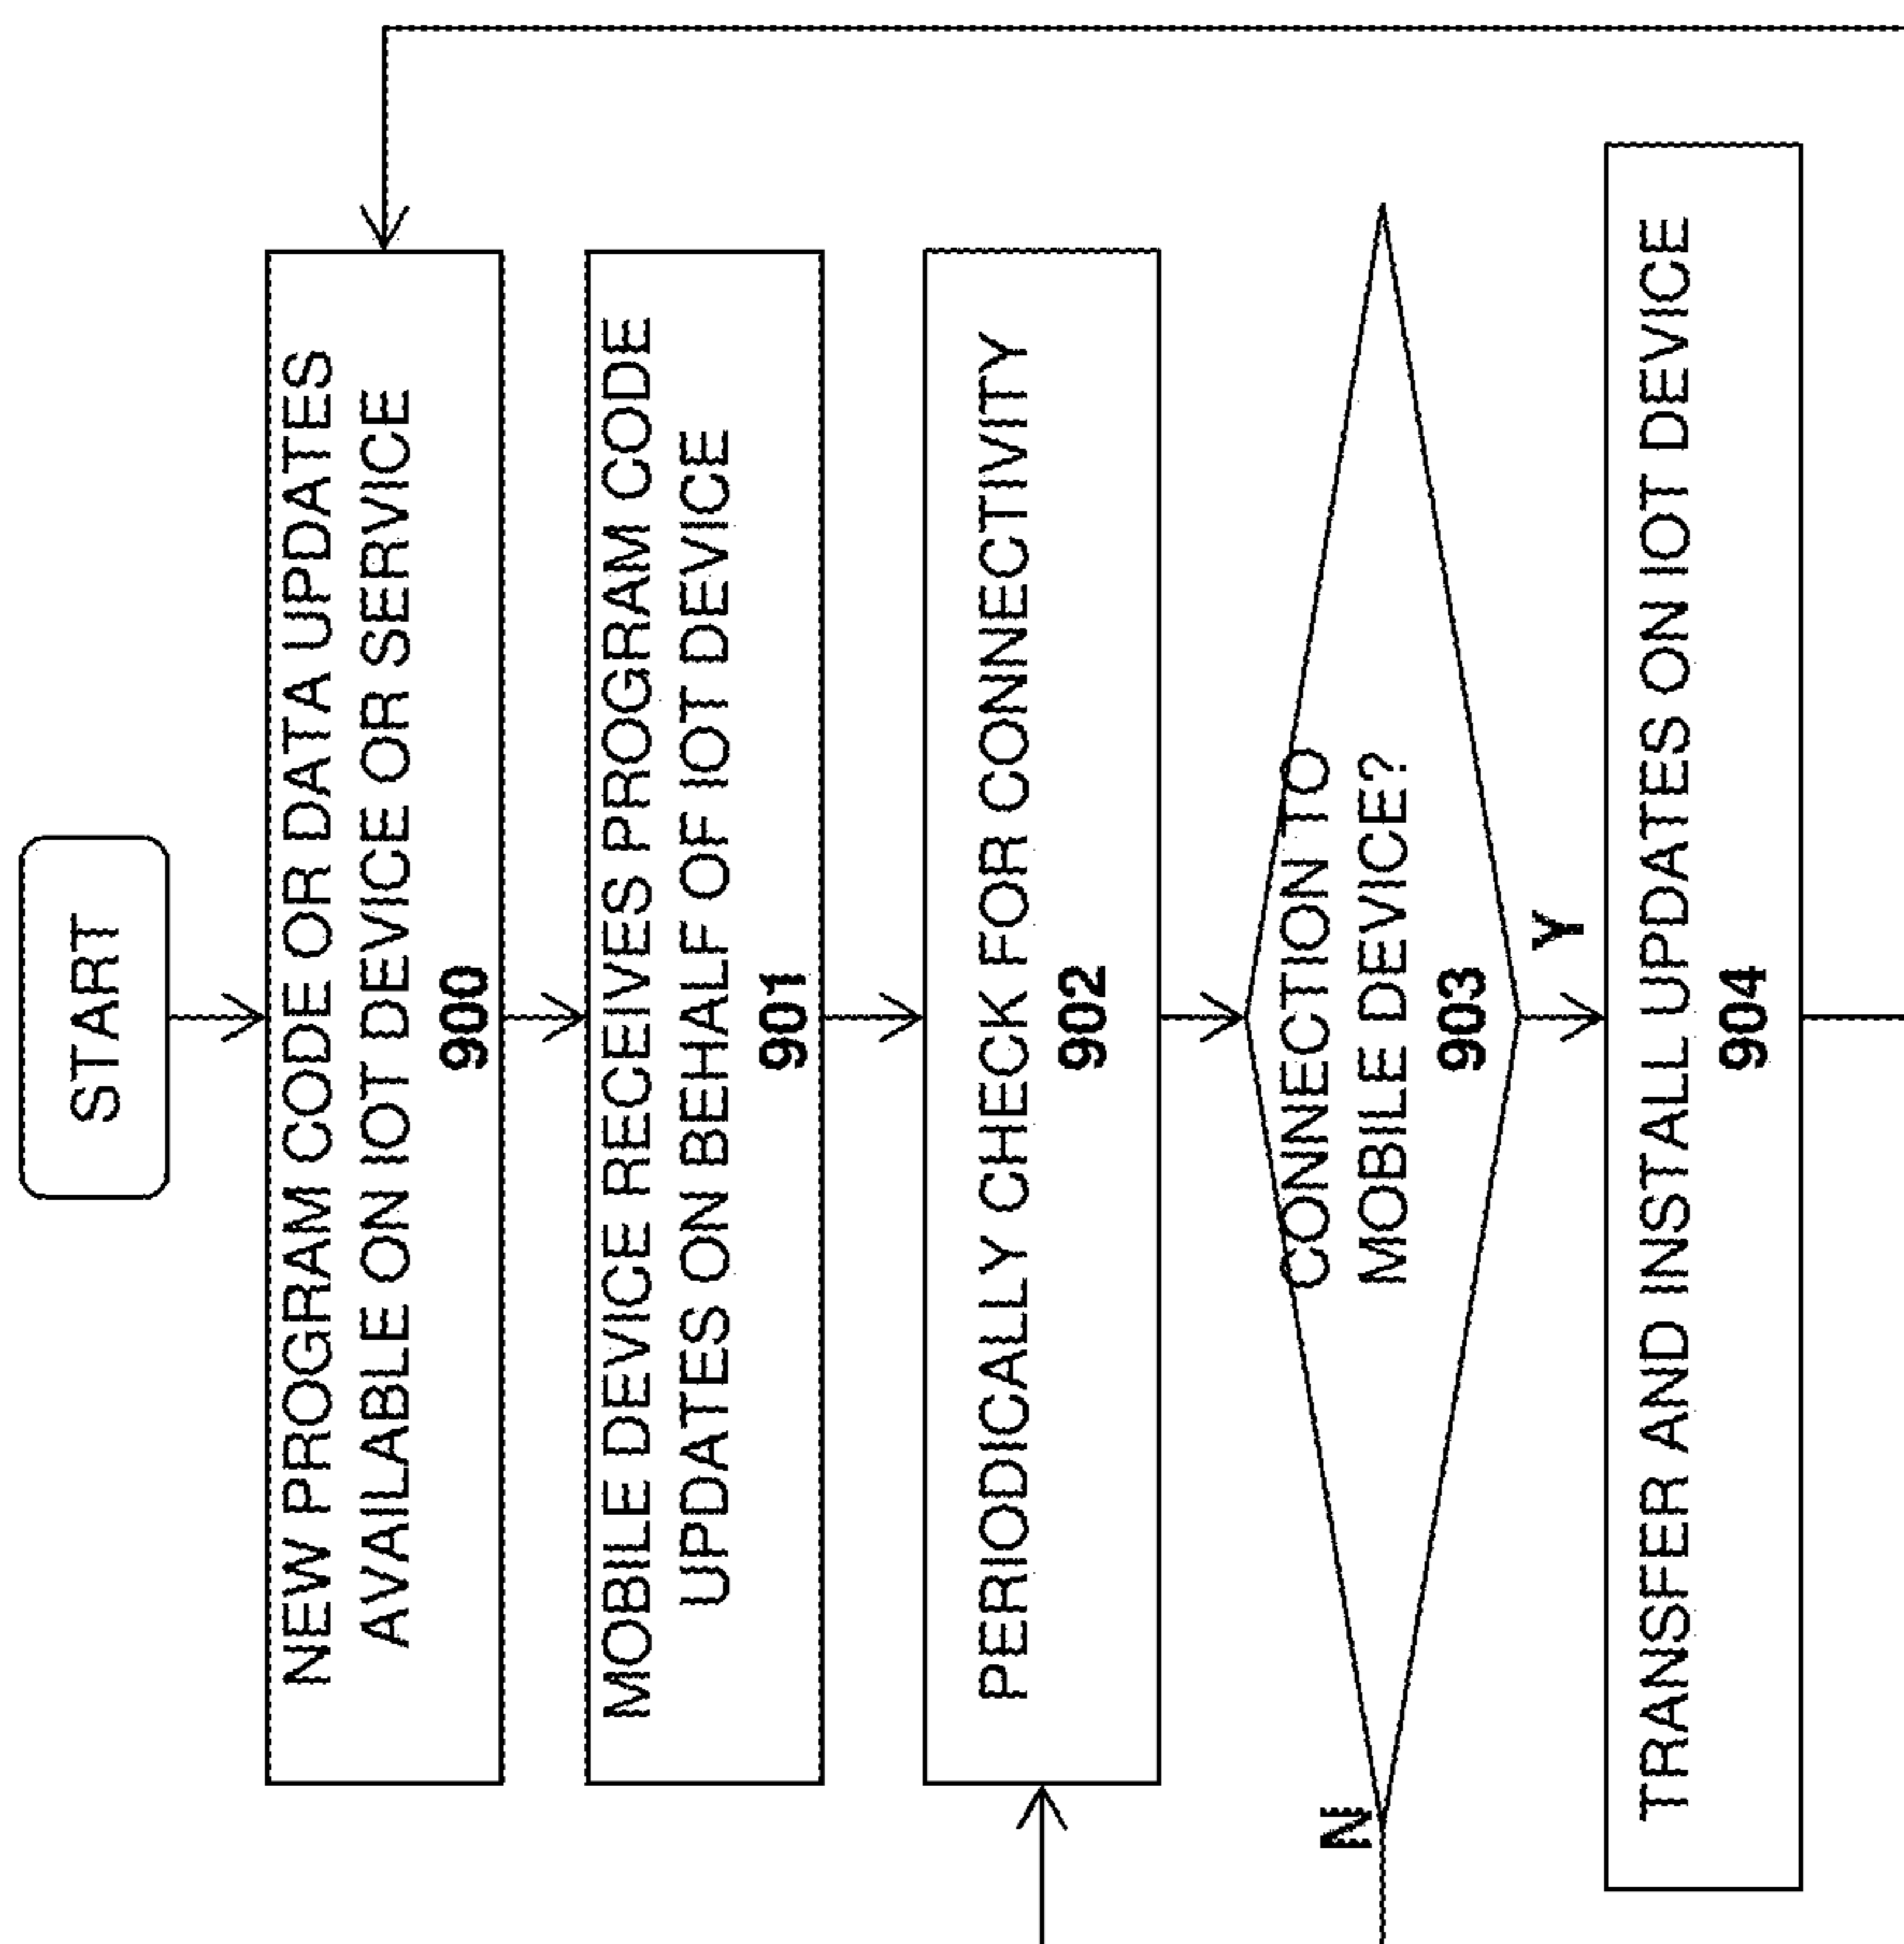 START
NEW PROGRAM CODE OR DATA UPDATES
AVAILABLE ON IOT DEVICE OR SERVICE
900
MOBILE DEVICE RECEIVES PROGRAM CODE
UPDATES ON BEHALF OF IOT DEVICE
901
PERIODICALLY CHECK FOR CONNECTIVITY
902
CONNECTION TO
MOBILE DEVICE?
903
N
Y
TRANSFER AND INSTALL UPDATES ON IOT DEVICE
904